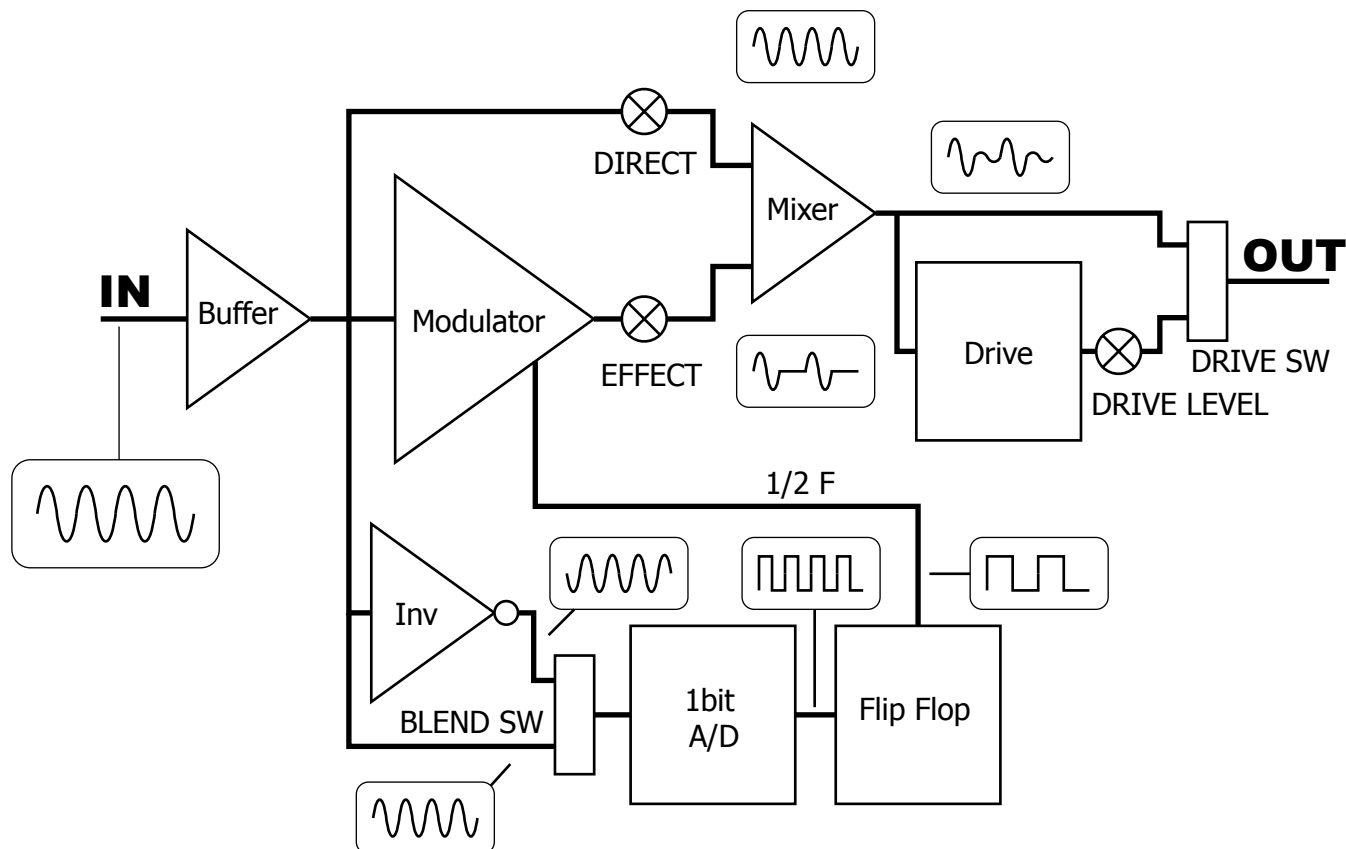 DIRECT
Mixer
IN
Buffer
Modulator
EFFECT
OUT
Drive
DRIVE SW
DRIVE LEVEL
1/2 F
Inv
BLEND SW
1bit
A/D
Flip Flop